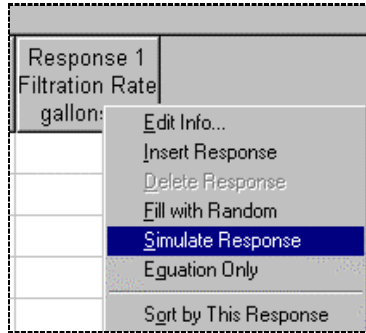 Response 1
Filtration Rate
gallons
Edit Info...
Insert Response
Delete Response
Fill with Random
Simulate Response
Equation Only
Sort by This Response